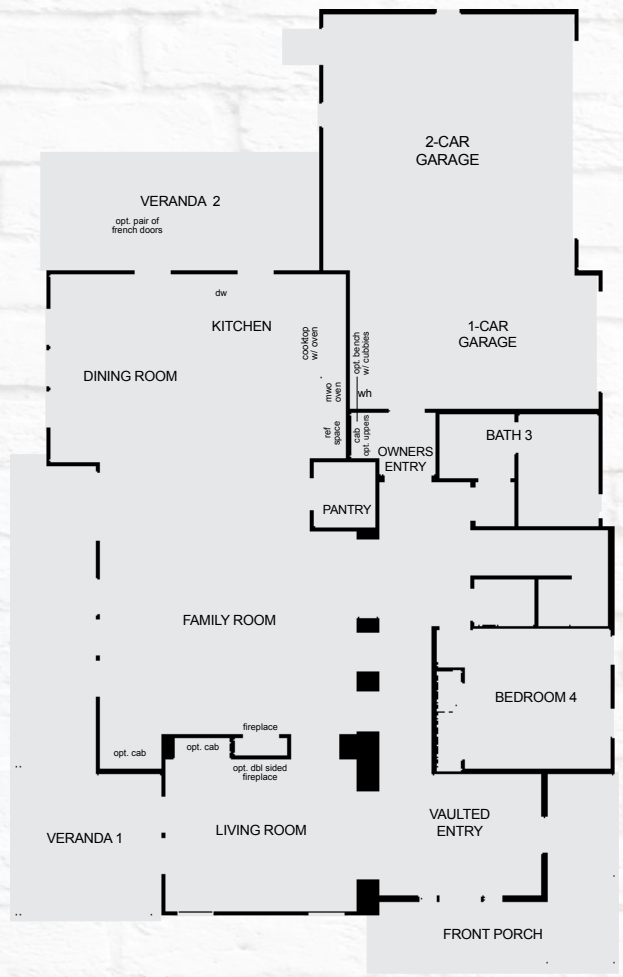 2-CAR
GARAGE
VERANDA 2
opt. pair of
french doors
dw
KITCHEN
cooktop
w/ oven
opt. bench
w/ cubbies
1-CAR
GARAGE
DINING ROOM
mwo
oven
wh
ref
space
cab
opt. uppers
OWNERS
ENTRY
BATH 3
PANTRY
FAMILY ROOM
BEDROOM 4
fireplace
opt. cab
opt. cab
opt. dbl sided
fireplace
VERANDA 1
LIVING ROOM
VAULTED
ENTRY
FRONT PORCH